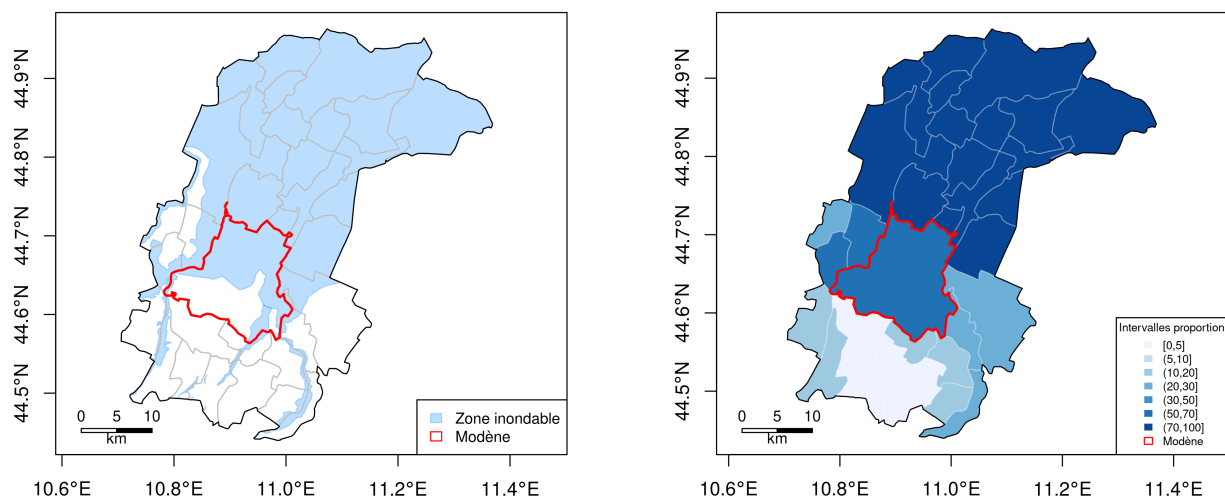 44.9°N
44.8°N
44.7°N
44.6°N
44.5°N
0 5 10
km
Zone inondable
Modène
10.6°E 10.8°E 11.0°E 11.2°E 11.4°E
44.9°N
44.8°N
44.7°N
44.6°N
44.5°N
0 5 10
km
Intervalles proportion
[0,5]
(5,10]
(10,20]
(20,30]
(30,50]
(50,70]
(70,100]
Modène
10.6°E 10.8°E 11.0°E 11.2°E 11.4°E